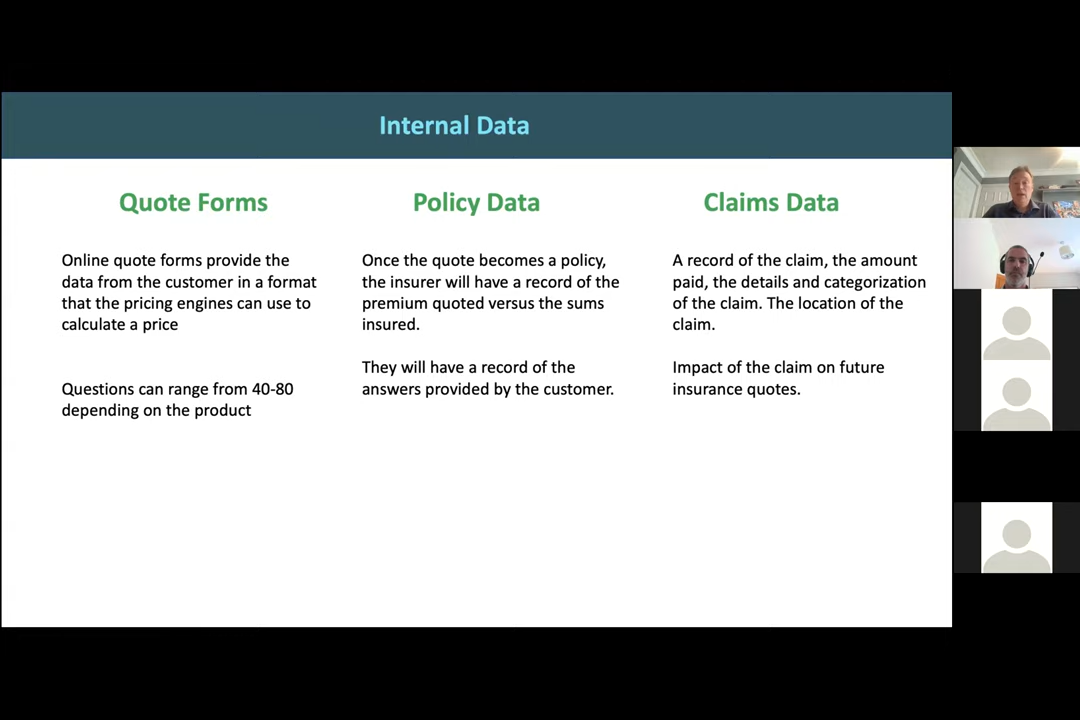 Internal Data
Quote Forms
Online quote forms provide the
data from the customer in a format
that the pricing engines can use to
calculate a price
Questions can range from 40-80
depending on the product
Policy Data
Once the quote becomes a policy,
the insurer will have a record of the
premium quoted versus the sums
insured.
They will have a record of the
answers provided by the customer.
Claims Data
A record of the claim, the amount
paid, the details and categorization
of the claim. The location of the
claim.
Impact of the claim on future
insurance quotes.